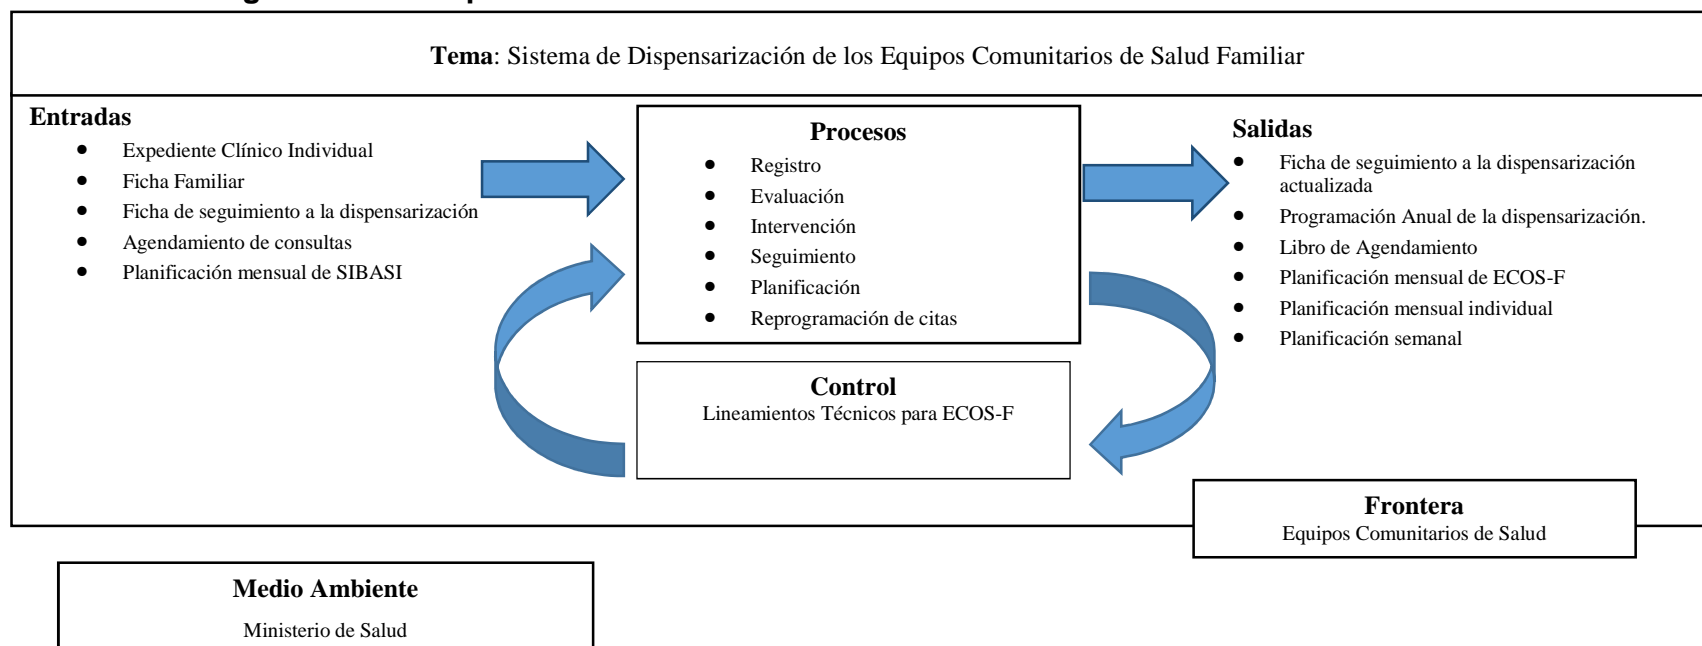 Tema: Sistema de Dispensarización de los Equipos Comunitarios de Salud Familiar
Entradas
● Expediente Clínico Individual
● Ficha Familiar
● Ficha de seguimiento a la dispensarización
● Agendamiento de consultas
● Planificación mensual de SIBASI
Procesos
● Registro
● Evaluación
● Intervención
● Seguimiento
● Planificación
● Reprogramación de citas
Control
Lineamientos Técnicos para ECOS-F
Salidas
● Ficha de seguimiento a la dispensarización
actualizada
● Programación Anual de la dispensarización.
● Libro de Agendamiento
● Planificación mensual de ECOS-F
● Planificación mensual individual
● Planificación semanal
Frontera
Equipos Comunitarios de Salud
Medio Ambiente
Ministerio de Salud